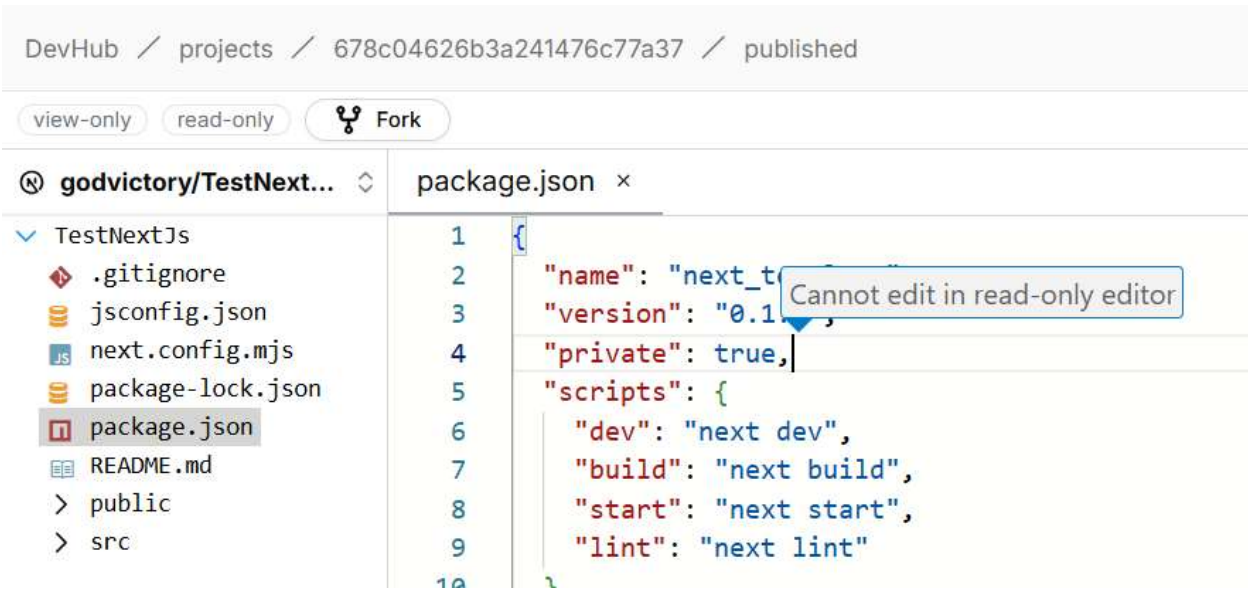 DevHub / projects / 678c04626b3a241476c77a37 / published
view-only read-only Fork
godvictory/TestNext... package.json ×
TestNextJs
.gitignore
jsconfig.json
next.config.mjs
package-lock.json
package.json
README.md
public
src
1 {
2 "name":
Cannot edit in read-only editor
3 "version": "0.1.
4 "private": true,
5 "scripts": {
6 "dev": "next dev",
7 "build": "next build",
8 "start": "next start",
9 "lint": "next lint"
10 }